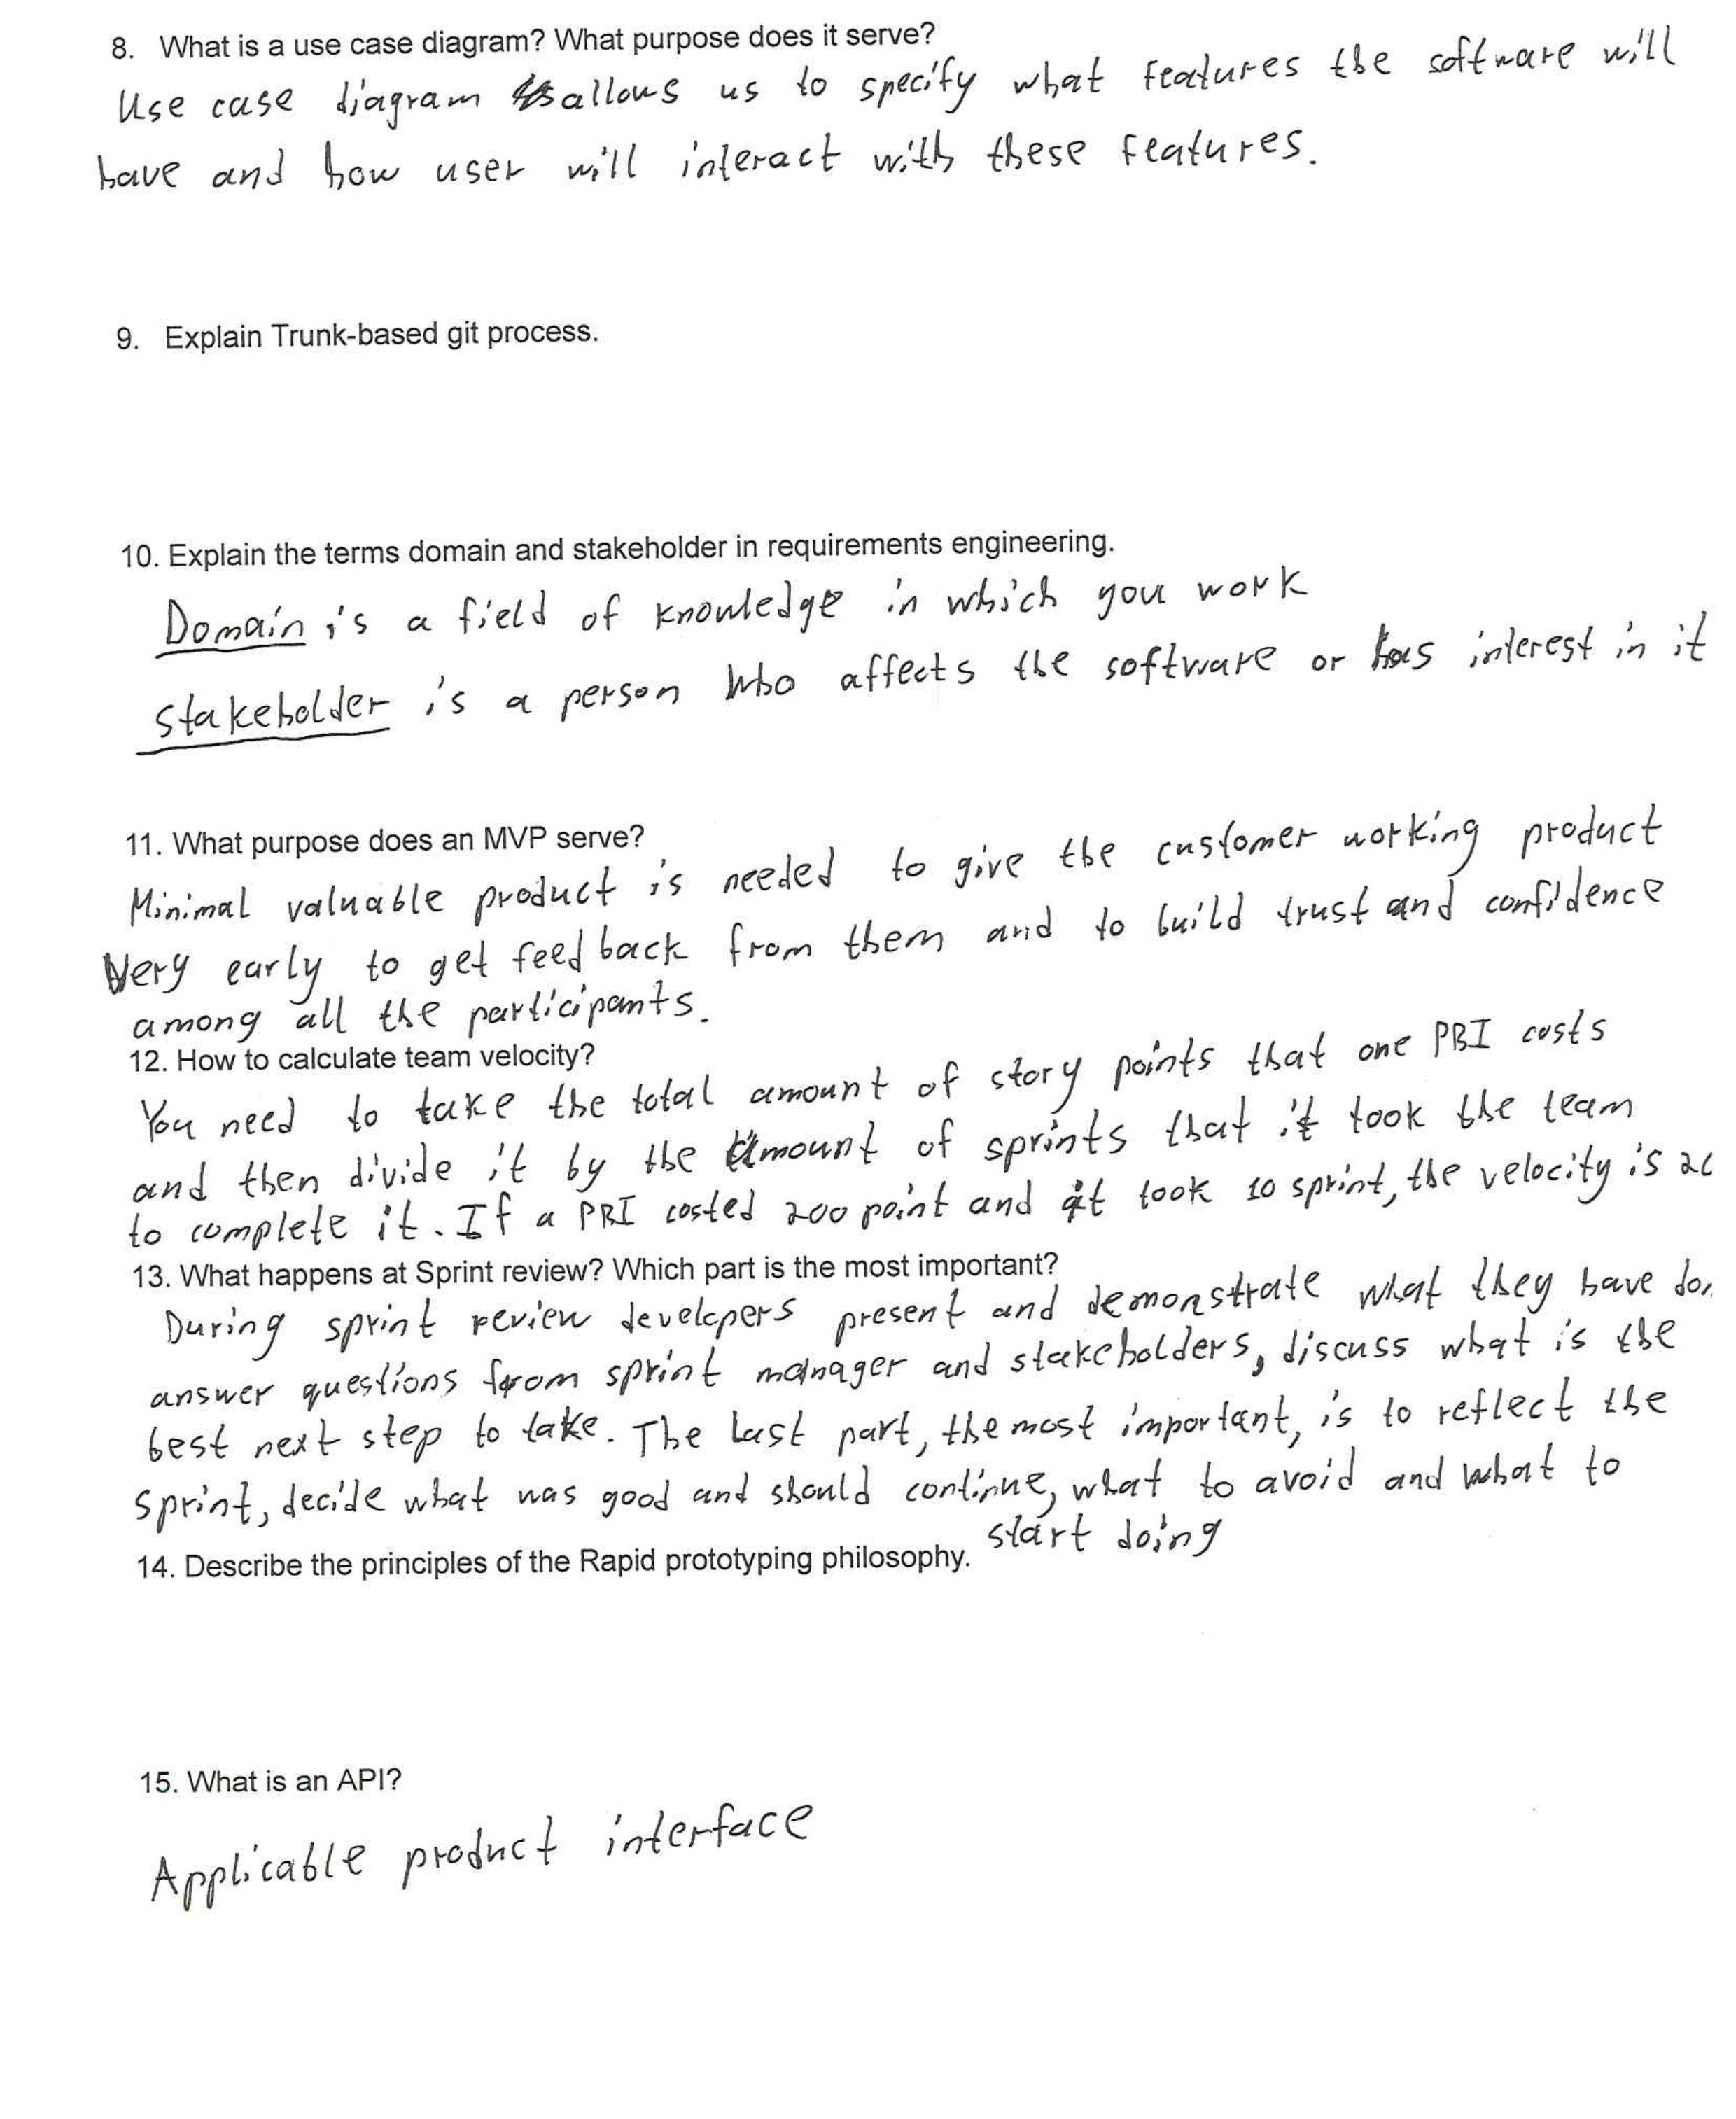 8. What is a use case diagram? What purpose does it serve?
Use case diagram allows us to specify what features the software will
have and how user will interact with these features.
9. Explain Trunk-based git process.
10. Explain the terms domain and stakeholder in requirements engineering.
Domain is a field of knowledge in which you work
stakeholder is a person who affects the software or has interest in it
11. What purpose does an MVP serve?
Minimal valuable product is needed to give the customer working product
Very early to get feedback from them and to build trust and confidence
among all the participants.
12. How to calculate team velocity?
You need to take the total amount of story points that one PBI costs
and then divide it by the amount of sprints that it took the team
to complete it. If a PBI costed 200 point and it took 10 sprint, the velocity is
13. What happens at Sprint review? Which part is the most important?
During sprint review developers present and demonstrate what they have
answer questions from sprint manager and stakeholders, discuss what is the
best next step to take. The last part, the most important, is to reflect the
sprint, decide what was good and should continue, what to avoid and what to
start doing
14. Describe the principles of the Rapid prototyping philosophy.
15. What is an API?
Applicable product interface